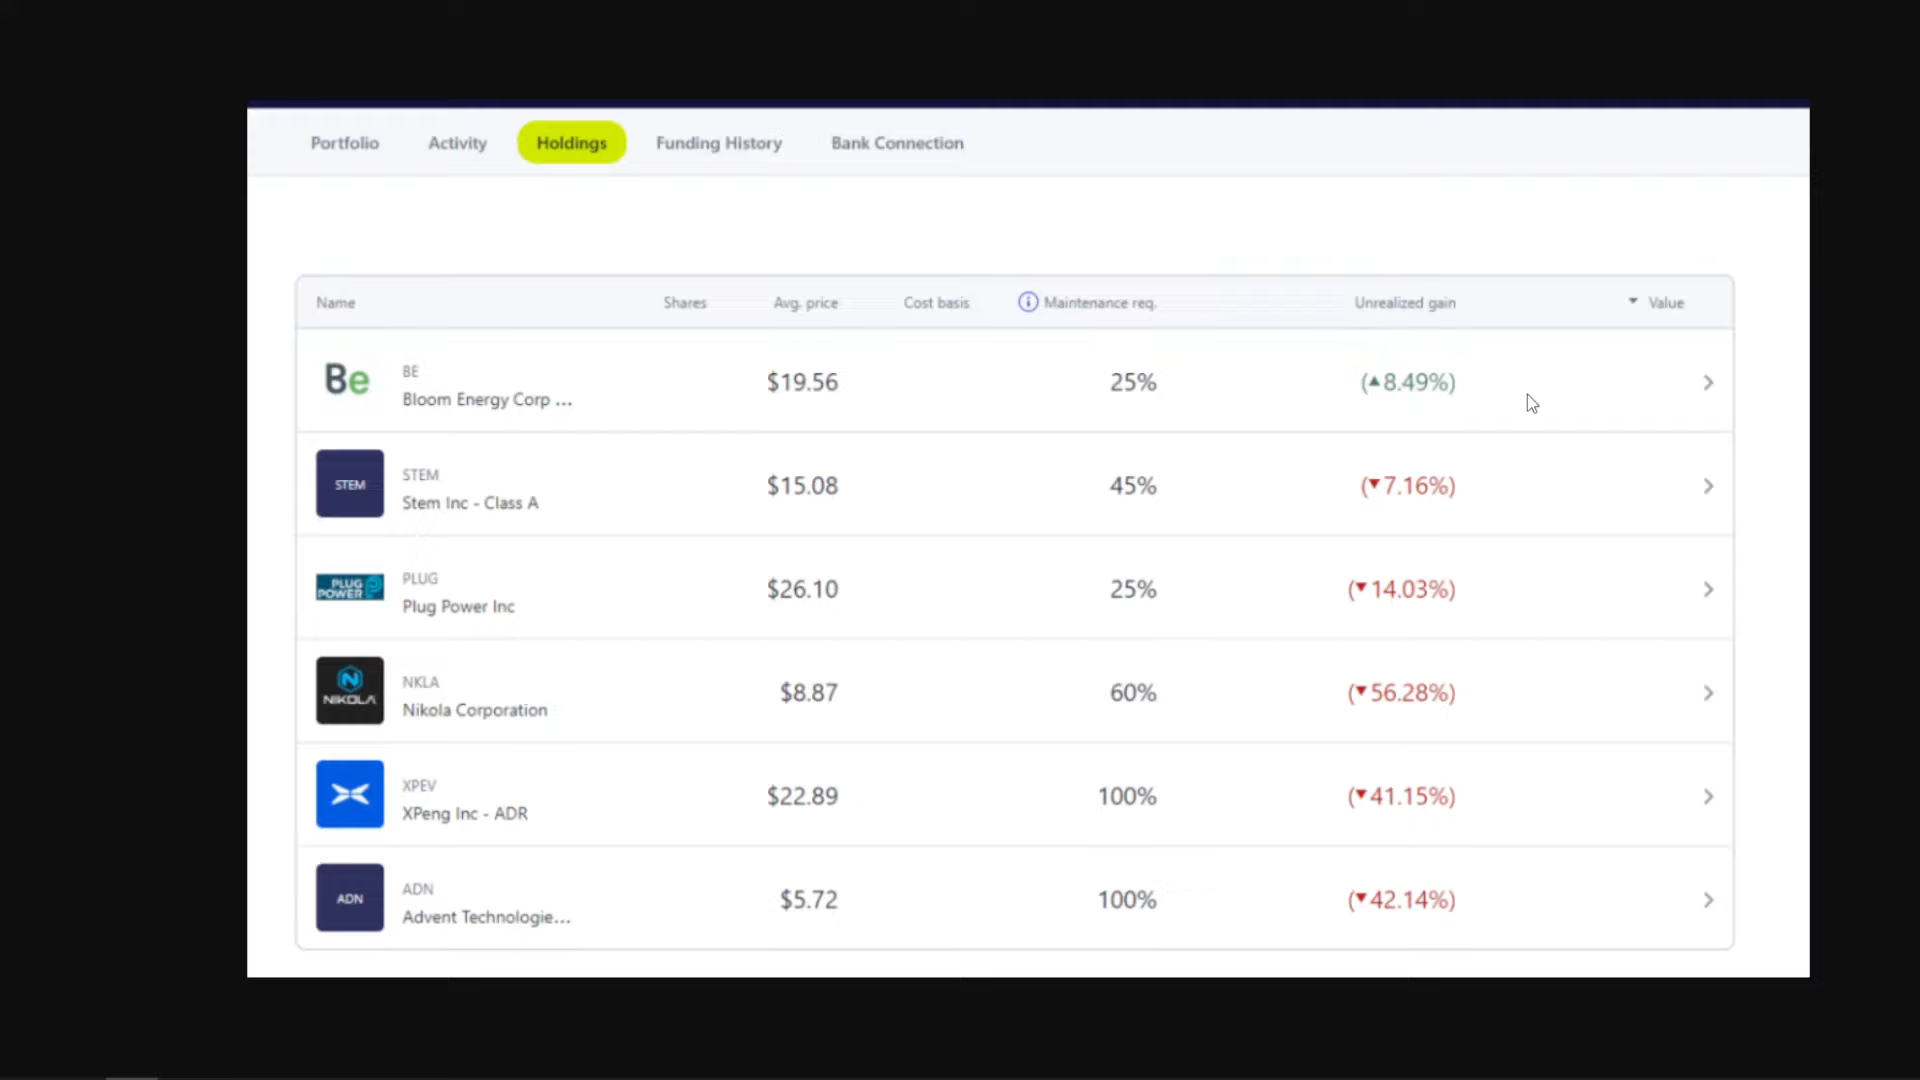 Portfolio Activity Holdings Funding History Bank Connection
Name Shares Avg. price Cost basis Maintenance req. Unrealized gain Value
Be BE
Bloom Energy Corp ... $19.56 25% (▲8.49%)
STEM STEM
Stem Inc - Class A $15.08 45% (▼7.16%)
PLUG POWER PLUG
Plug Power Inc $26.10 25% (▼14.03%)
NIKOLA NKLA
Nikola Corporation $8.87 60% (▼56.28%)
XPEV
XPeng Inc - ADR $22.89 100% (▼41.15%)
ADN ADN
Advent Technologie... $5.72 100% (▼42.14%)